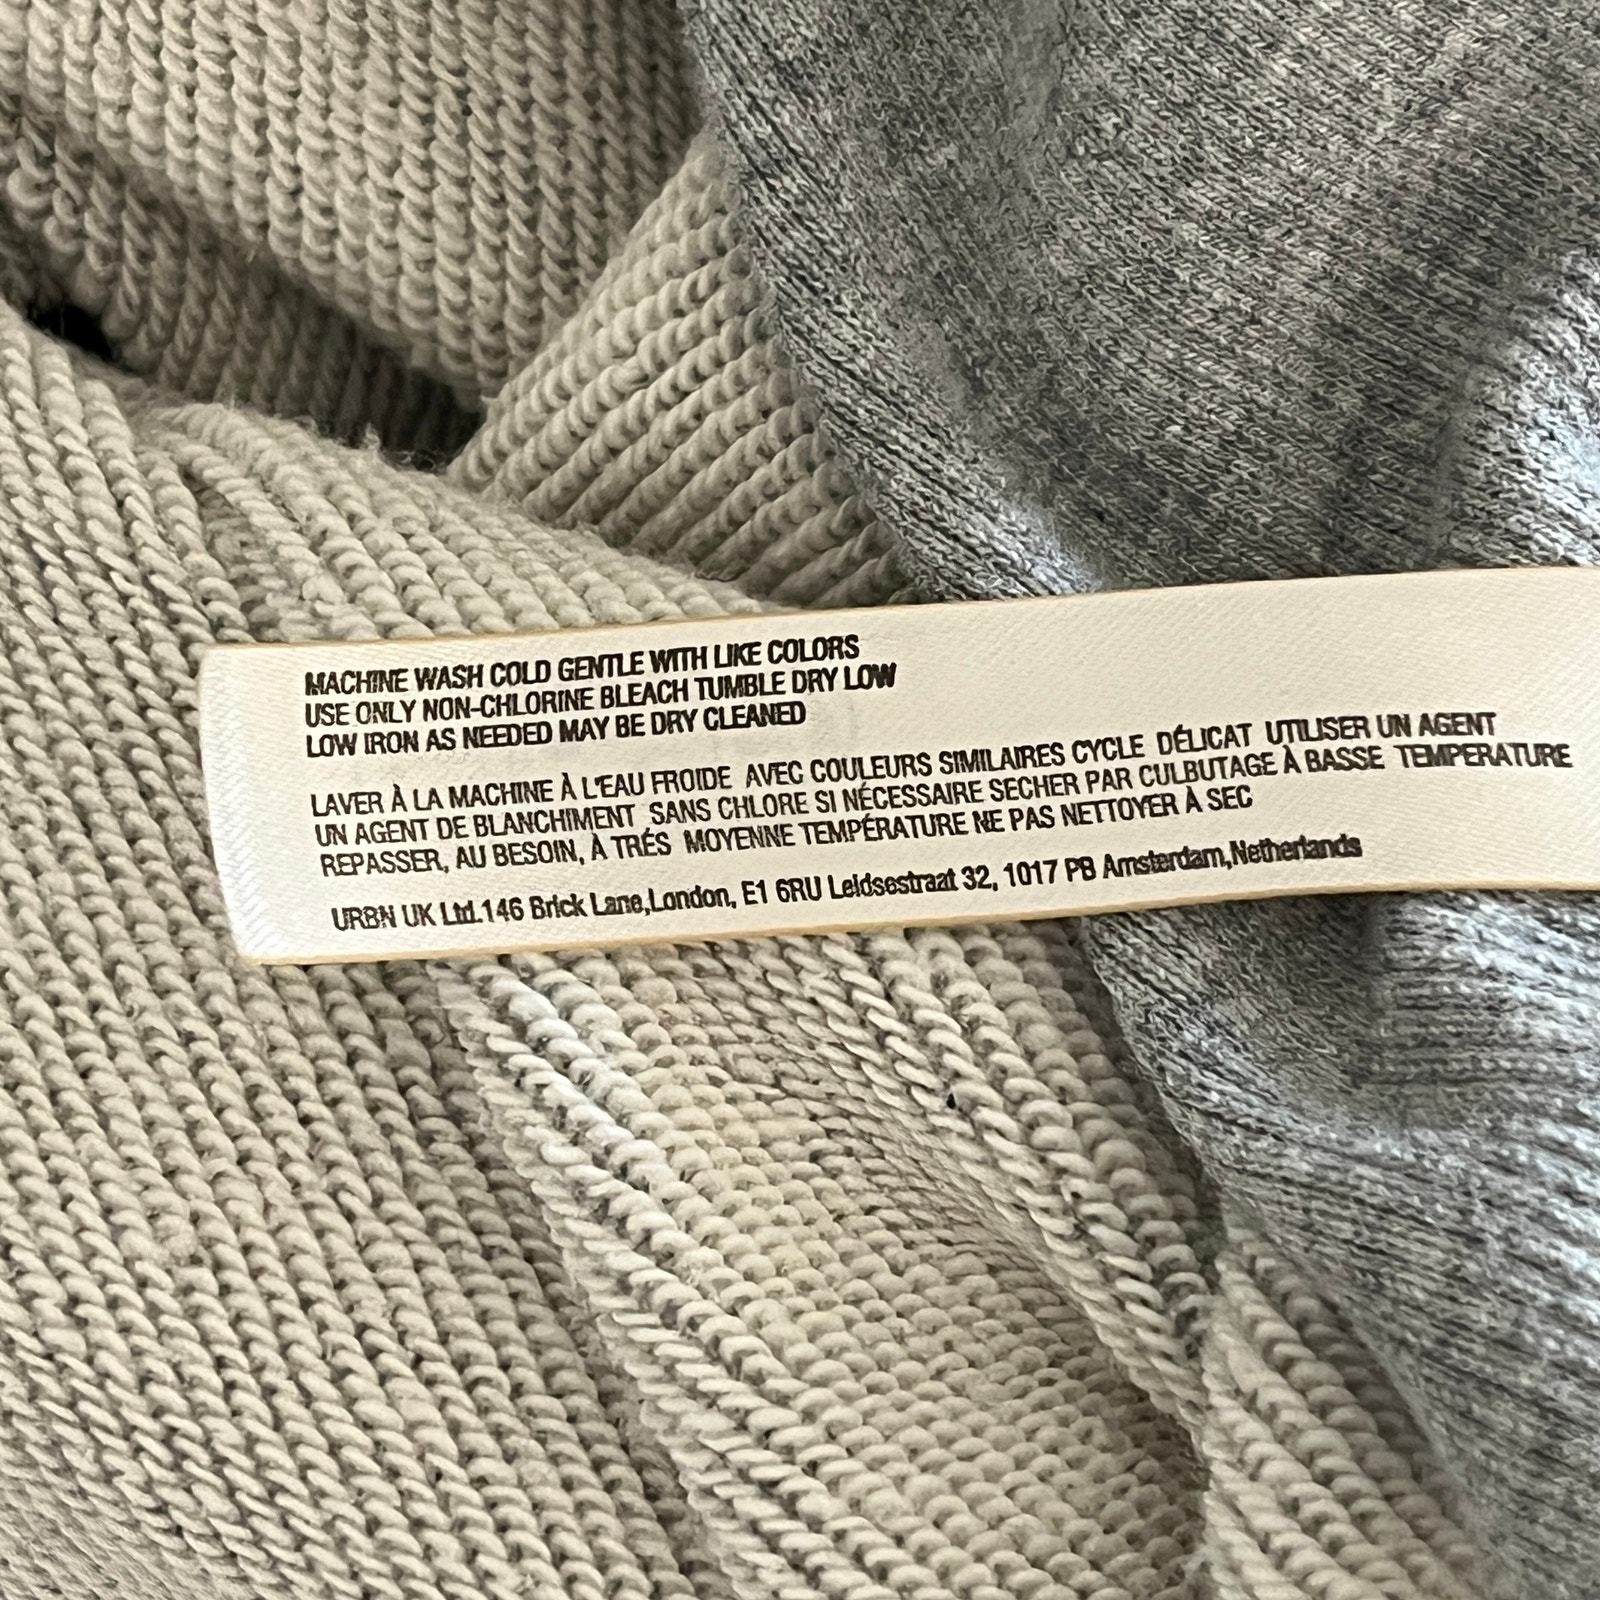 MACHINE WASH COLD GENTLE WITH LIKE COLORS
USE ONLY NON-CHLORINE BLEACH TUMBLE DRY LOW
LOW IRON AS NEEDED MAY BE DRY CLEANED
LAVER À LA MACHINE À L'EAU FROIDE AVEC COULEURS SIMILAIRES CYCLE DÉLICAT UTILISER UN AGENT
UN AGENT DE BLANCHIMENT SANS CHLORE SI NÉCESSAIRE SECHER PAR CULBUTAGE À BASSE TEMPERATURE
REPASSER, AU BESOIN, À TRÉS MOYENNE TEMPÉRATURE NE PAS NETTOYER À SEC
URBN UK Ltd.146 Brick Lane,London, E1 6RU Leidsestraat 32, 1017 PB Amsterdam,Netherlands